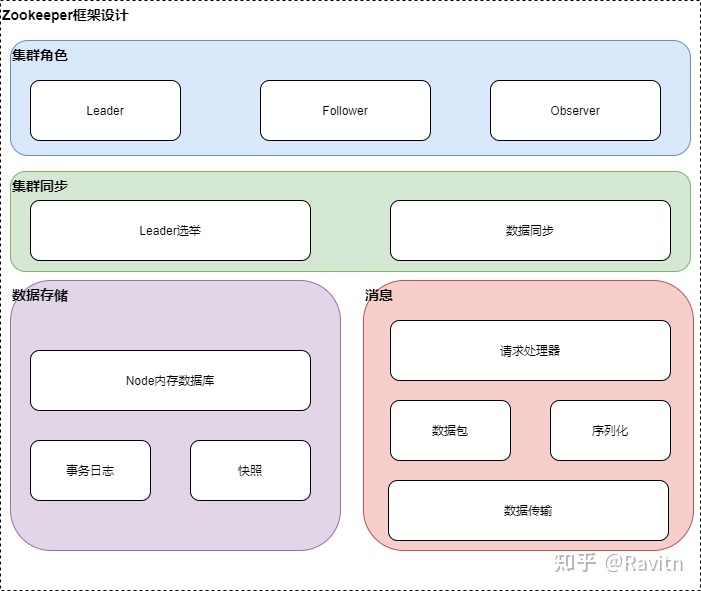 Zookeeper框架设计
集群角色
Leader
Follower
Observer
集群同步
Leader选举
数据同步
数据存储
Node内存数据库
事务日志
快照
消息
请求处理器
数据包
序列化
数据传输
知乎 @Ravitn